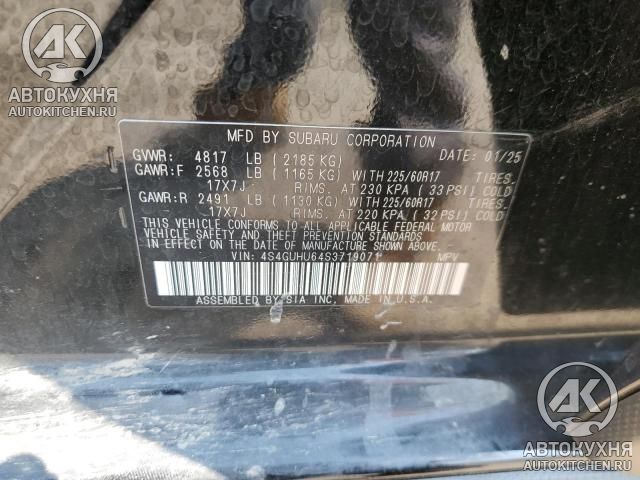 АК
АВТОКУХНЯ
AUTOKITCHEN.RU
MFD BY SUBARU CORPORATION
GVWR: 4817 LB (2185 KG) DATE: 01/25
GAWR:F 2568 LB (1165 KG) WITH 225/60R17 TIRES.
17X7J RIMS. AT 230 KPA (33 PSI) COLD
GAWR:R 2491 LB (1130 KG) WITH 225/60R17 TIRES.
17X7J RIMS. AT 220 KPA (32 PSI) COLD
THIS VEHICLE CONFORMS TO ALL APPLICABLE FEDERAL MOTOR
VEHICLE SAFETY AND THEFT PREVENTION STANDARDS
IN EFFECT ON THE DATE OF MANUFACTURE SHOWN ABOVE.
VIN: 4S4GUHU64S3719071 MPV
ASSEMBLED BY SIA INC. MADE IN U.S.A.
АК
АВТОКУХНЯ
AUTOKITCHEN.RU